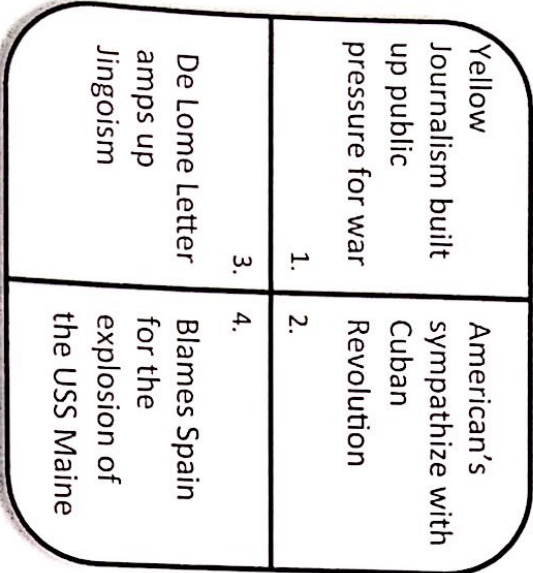 Yellow
Journalism built
up public
pressure for war
1.
American's
sympathize with
Cuban
Revolution
2.
3.
De Lome Letter
amps up
Jingoism
4.
Blames Spain
for the
explosion of
the USS Maine